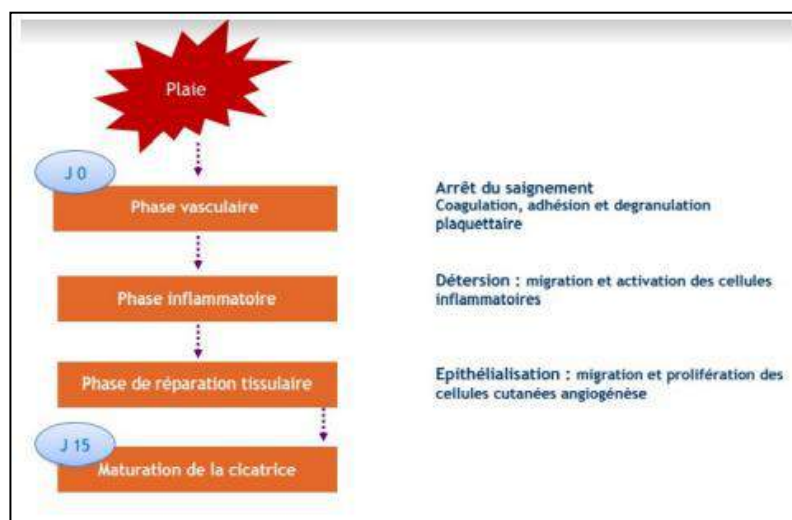 Plaie
J 0
Phase vasculaire
Arrêt du saignement
Coagulation, adhésion et degranulation
plaquettaire
Phase inflammatoire
Détersion : migration et activation des cellules
inflammatoires
Phase de réparation tissulaire
Epithélialisation : migration et prolifération des
cellules cutanées angiogénèse
J 15
Maturation de la cicatrice